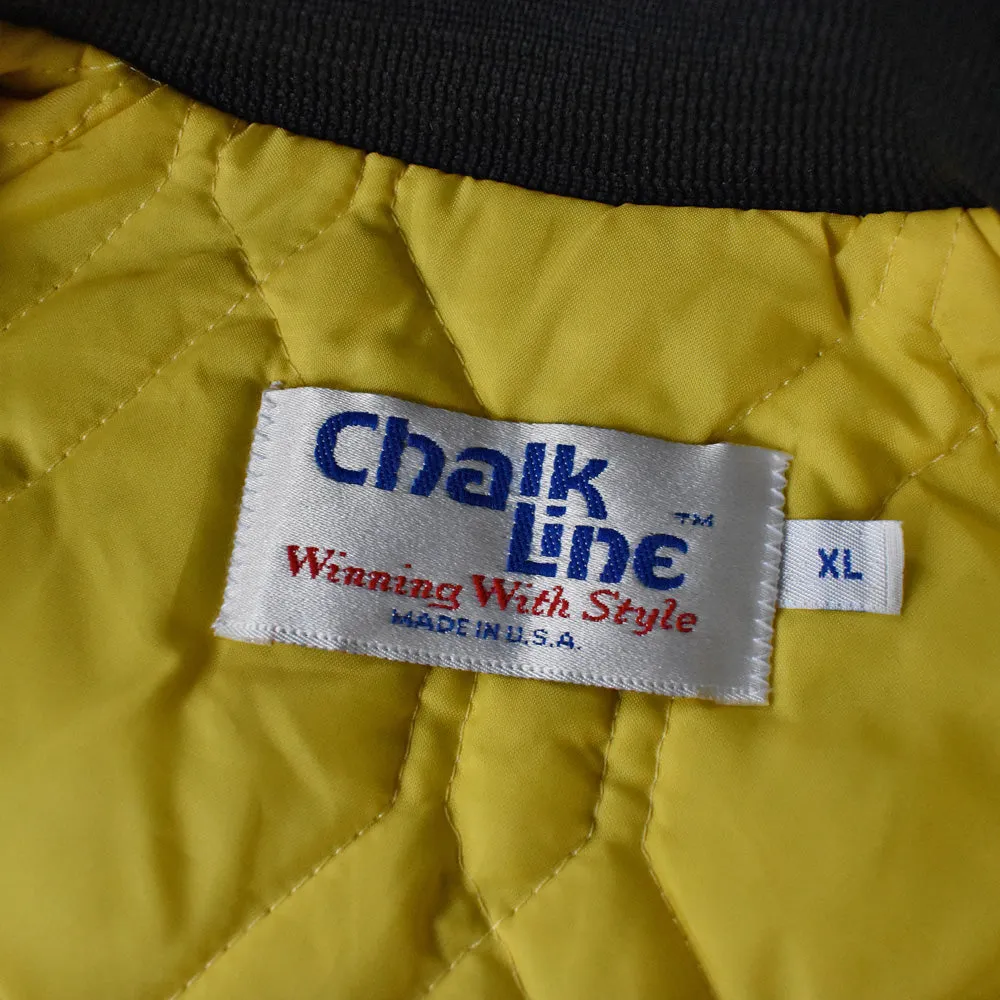 Chalk
Line™
Winning With Style
MADE IN U.S.A.
XL